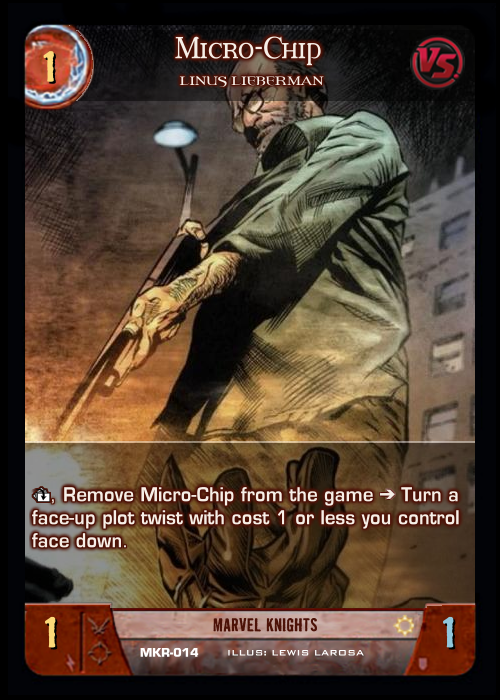 1
MICRO-CHIP
LINUS LIEBERMAN
VS.
, Remove Micro-Chip from the game ➔ Turn a
face-up plot twist with cost 1 or less you control
face down.
1
MARVEL KNIGHTS
1
MKR-014 ILLUS: LEWIS LAROSA